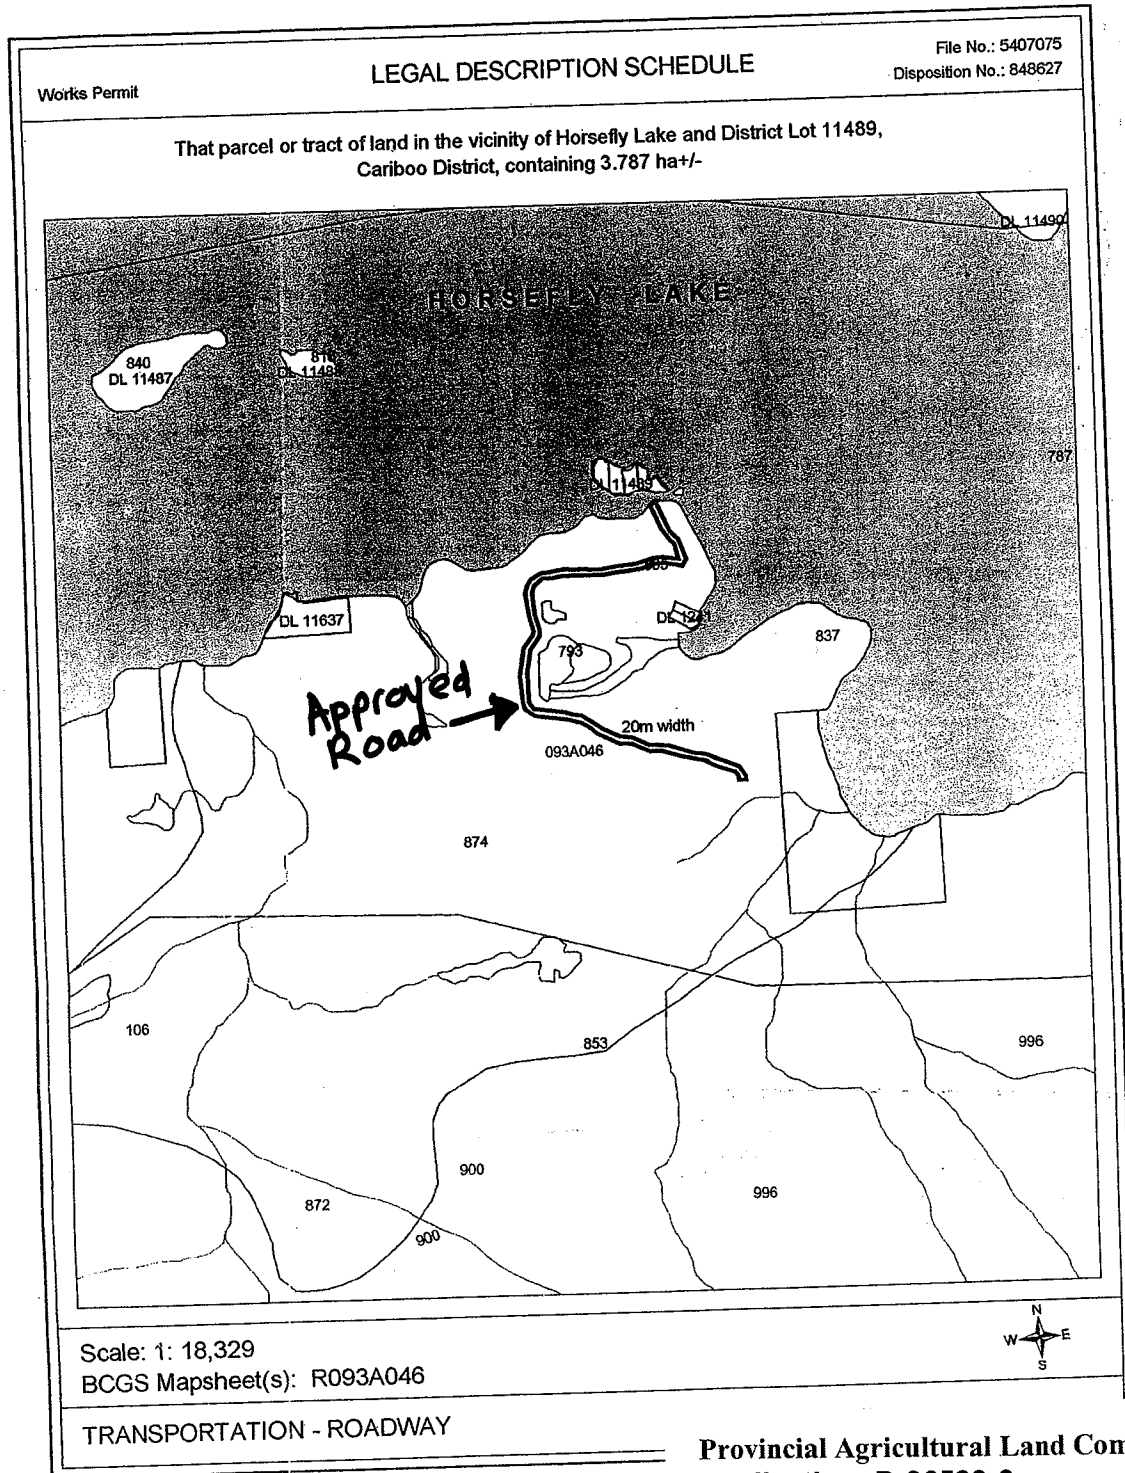 Works Permit
LEGAL DESCRIPTION SCHEDULE
File No.: 5407075
Disposition No.: 848627
That parcel or tract of land in the vicinity of Horsefly Lake and District Lot 11489,
Cariboo District, containing 3.787 ha+/-
DL 11490
HORSEFLY LAKE
840
DL 11487
787
DL 11489
DL 11637
837
793
Approved
Road
20m width
093A046
874
106
853
996
900
872
996
900
N
W E
S
Scale: 1: 18,329
BCGS Mapsheet(s): R093A046
TRANSPORTATION - ROADWAY
Provincial Agricultural Land